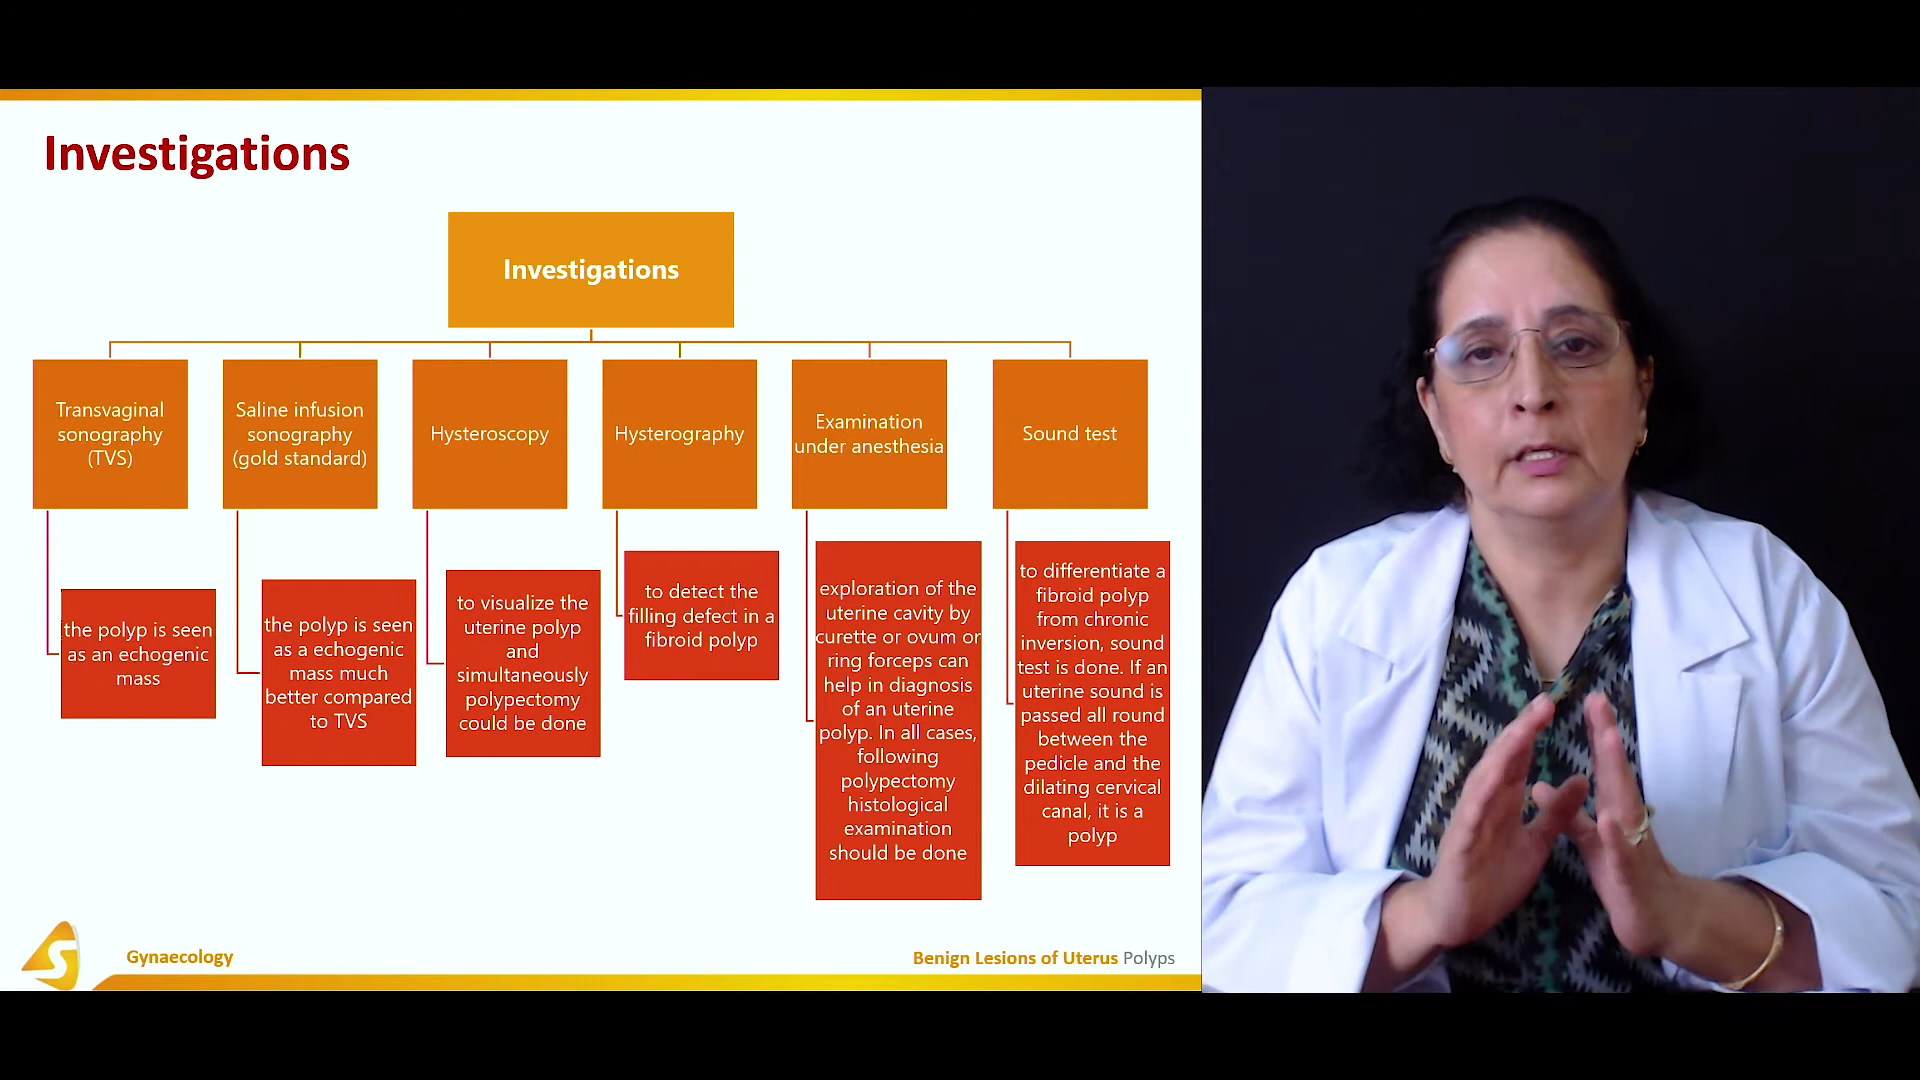 Investigations
Investigations
Transvaginal
sonography
(TVS)
the polyp is seen
as an echogenic
mass
Saline infusion
sonography
(gold standard)
the polyp is seen
as a echogenic
mass much
better compared
to TVS
Hysteroscopy
to visualize the
uterine polyp
and
simultaneously
polypectomy
could be done
Hysterography
to detect the
filling defect in a
fibroid polyp
Examination
under anesthesia
exploration of the
uterine cavity by
curette or ovum or
ring forceps can
help in diagnosis
of an uterine
polyp. In all cases,
following
polypectomy
histological
examination
should be done
Sound test
to differentiate a
fibroid polyp
from chronic
inversion, sound
test is done. If an
uterine sound is
passed all round
between the
pedicle and the
dilating cervical
canal, it is a
polyp
S
Gynaecology
Benign Lesions of Uterus Polyps